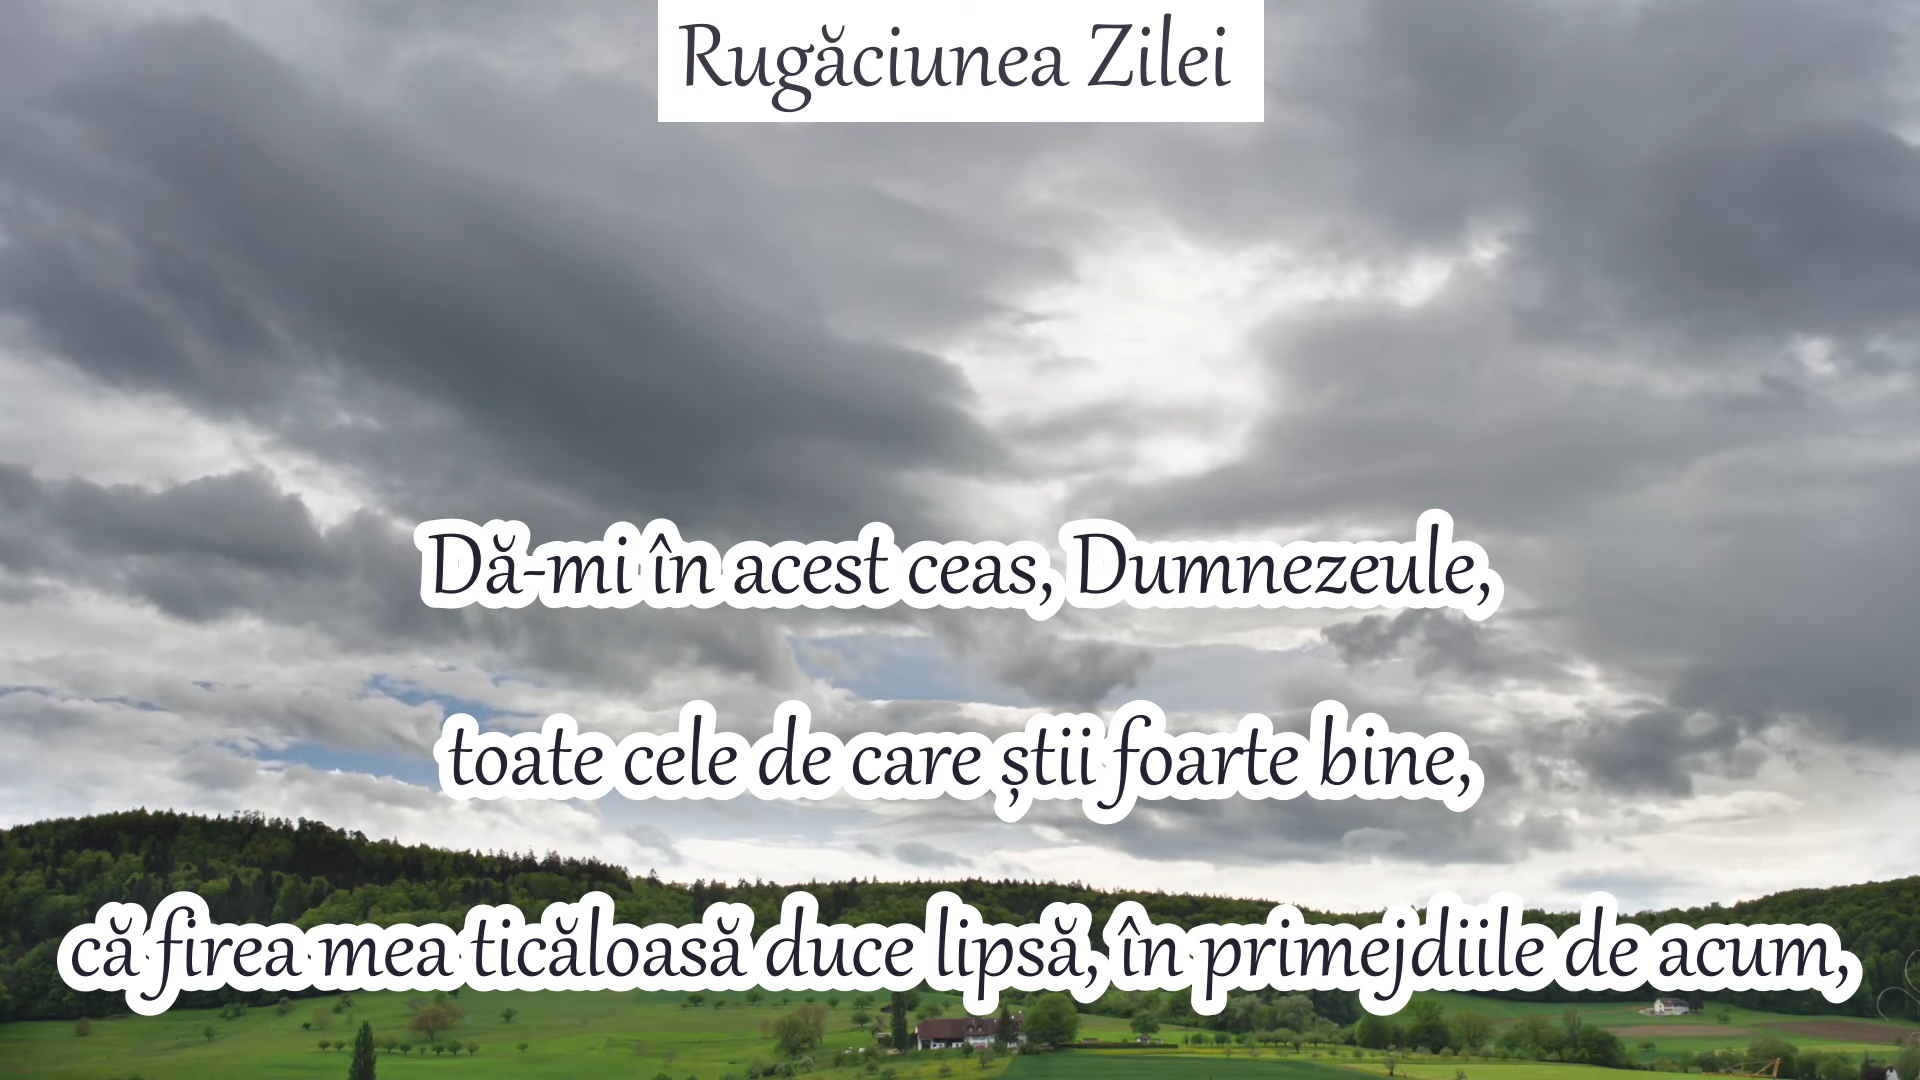 Rugăciunea Zilei
Dă-mi în acest ceas, Dumnezeule,
toate cele de care știi foarte bine,
că firea mea ticăloasă duce lipsă, în primejdiile de acum,